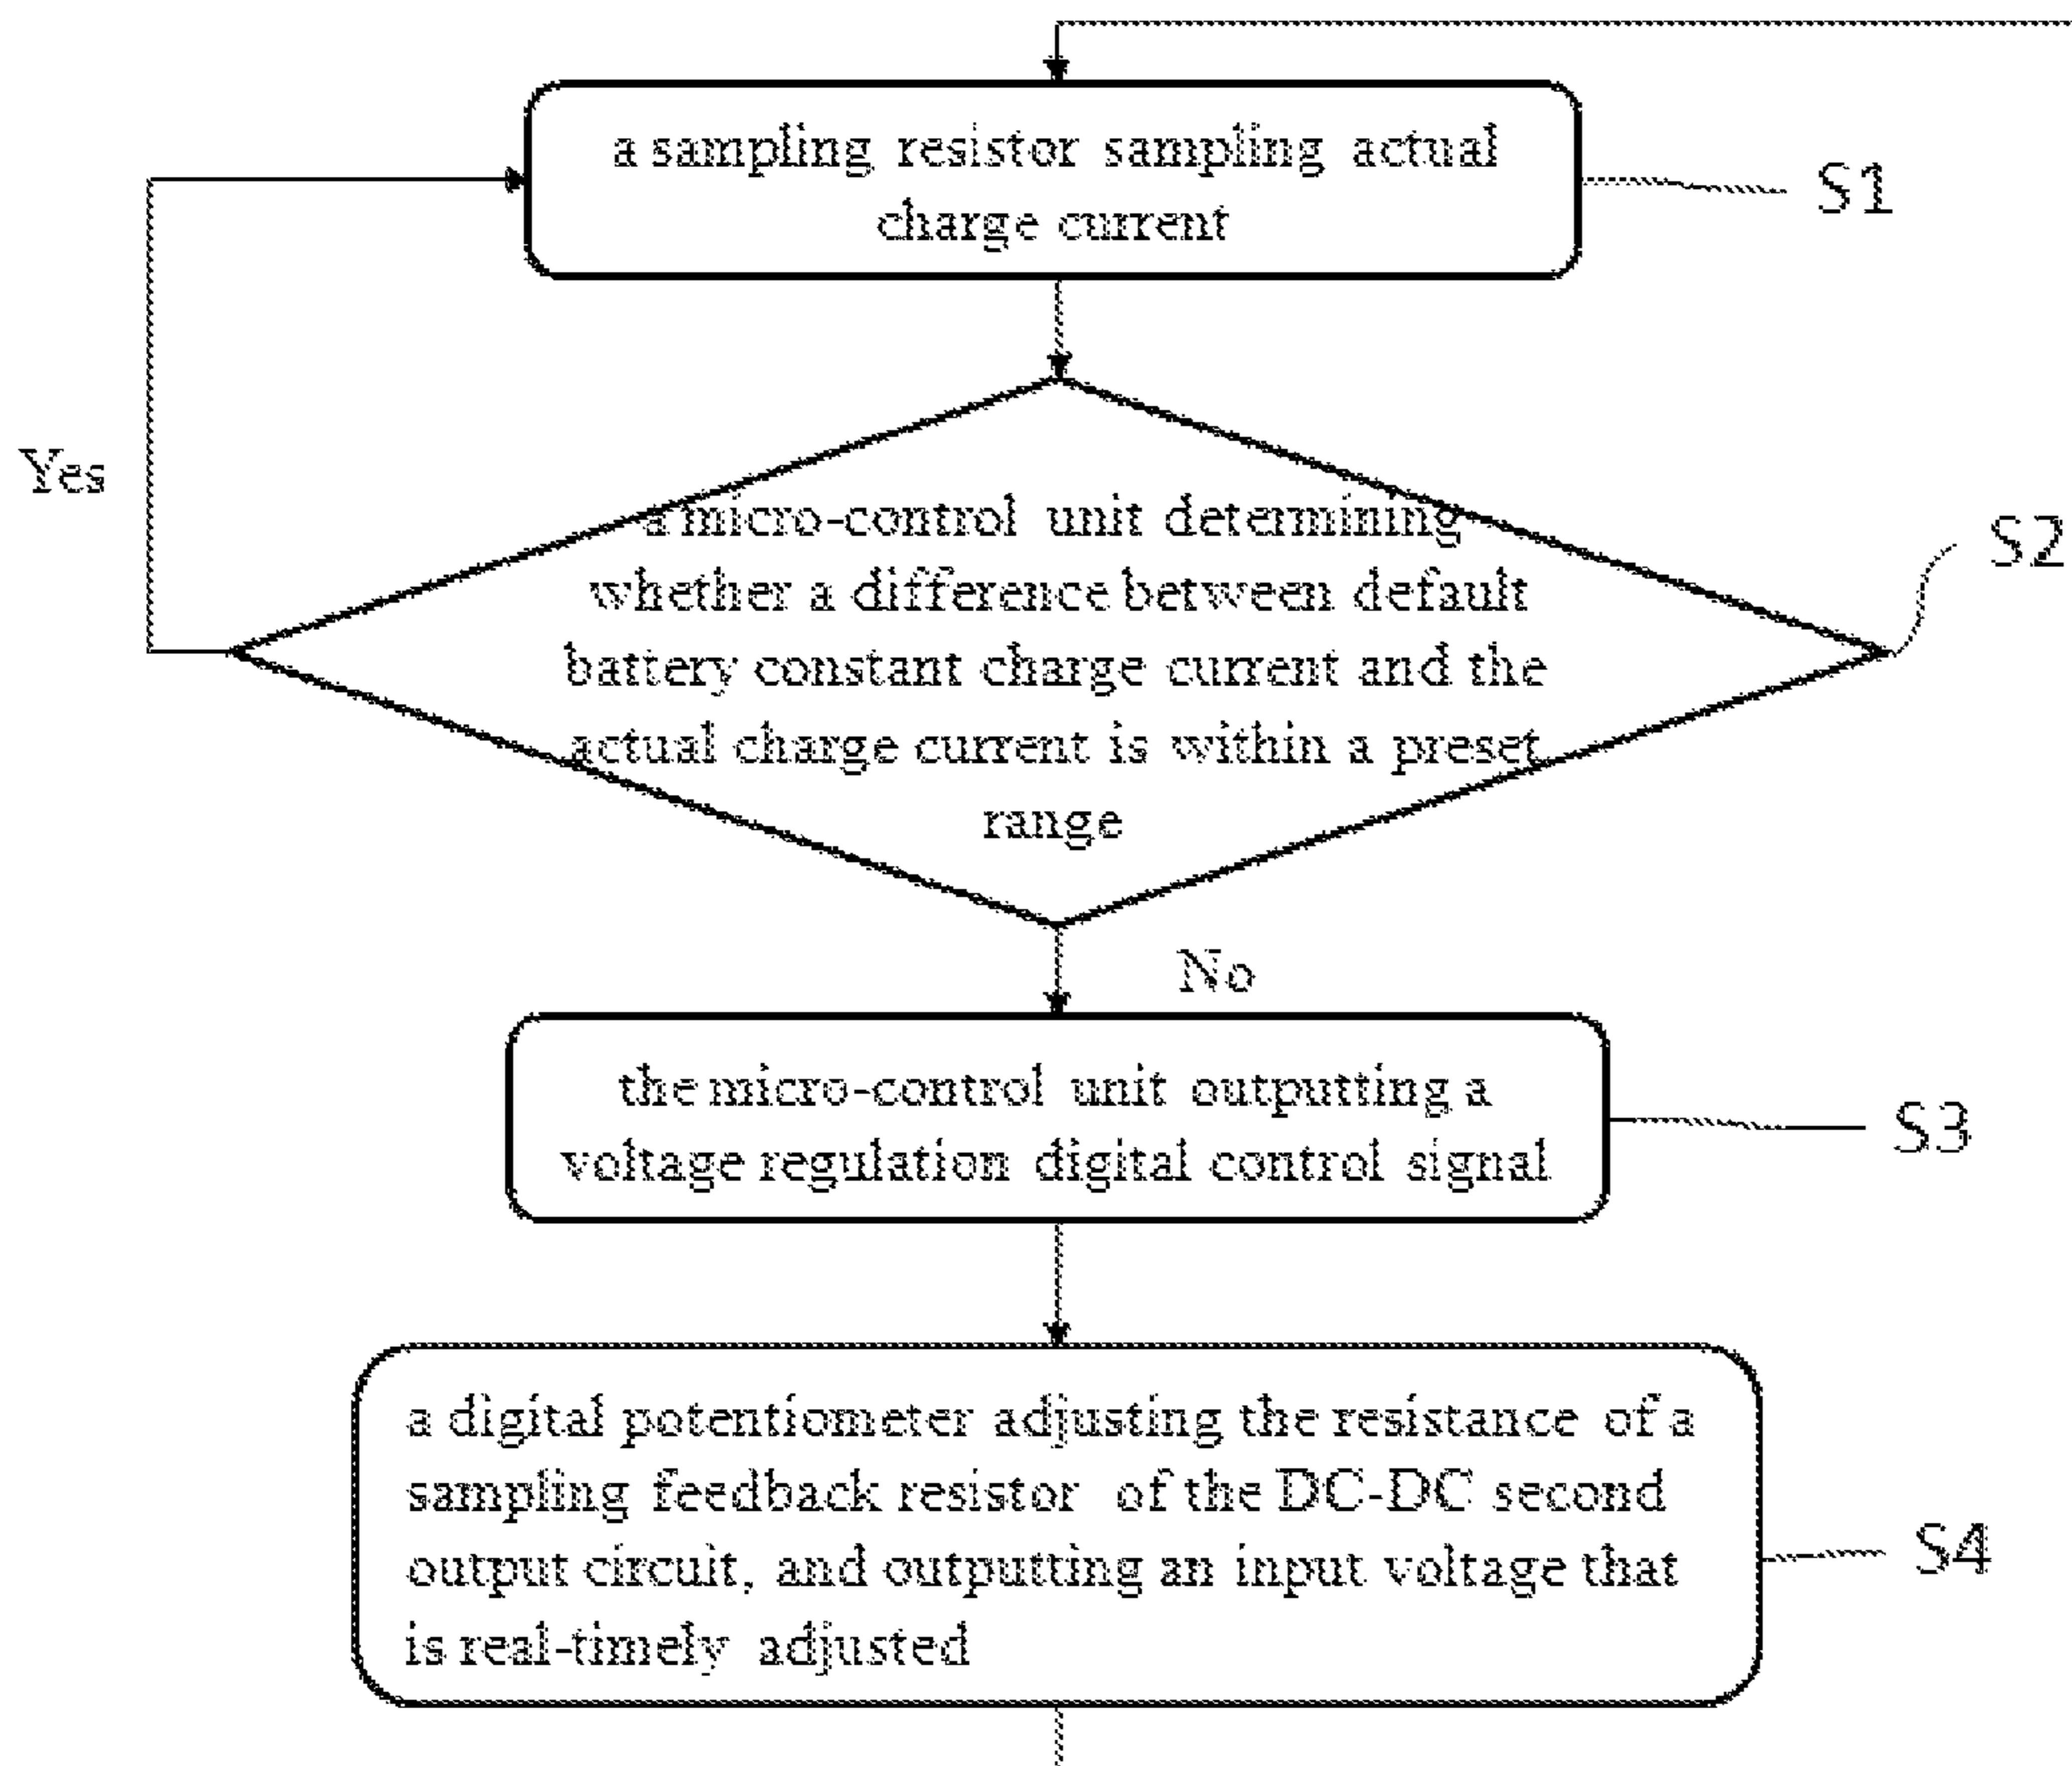 a sampling resistor sampling actual
charge current
S1
Yes
a micro-control unit determining
whether a difference between default
battery constant charge current and the
actual charge current is within a preset
range
S2
No
the micro-control unit outputting a
voltage regulation digital control signal
S3
a digital potentiometer adjusting the resistance of a
sampling feedback resistor of the DC-DC second
output circuit, and outputting an input voltage that
is real-timely adjusted
S4